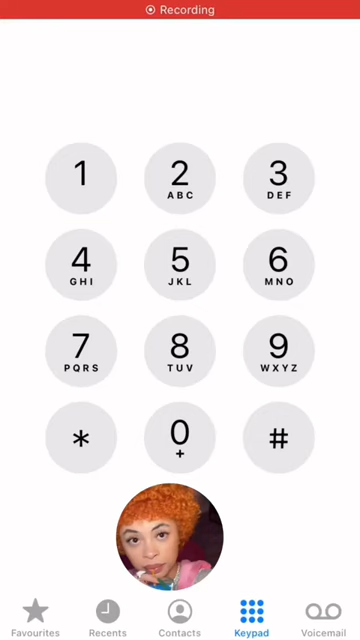 Recording
1 2 3
ABC DEF
4 5 6
GHI JKL MNO
7 8 9
PQRS TUV WXYZ
* 0 #
+
Favourites Recents Contacts Keypad Voicemail